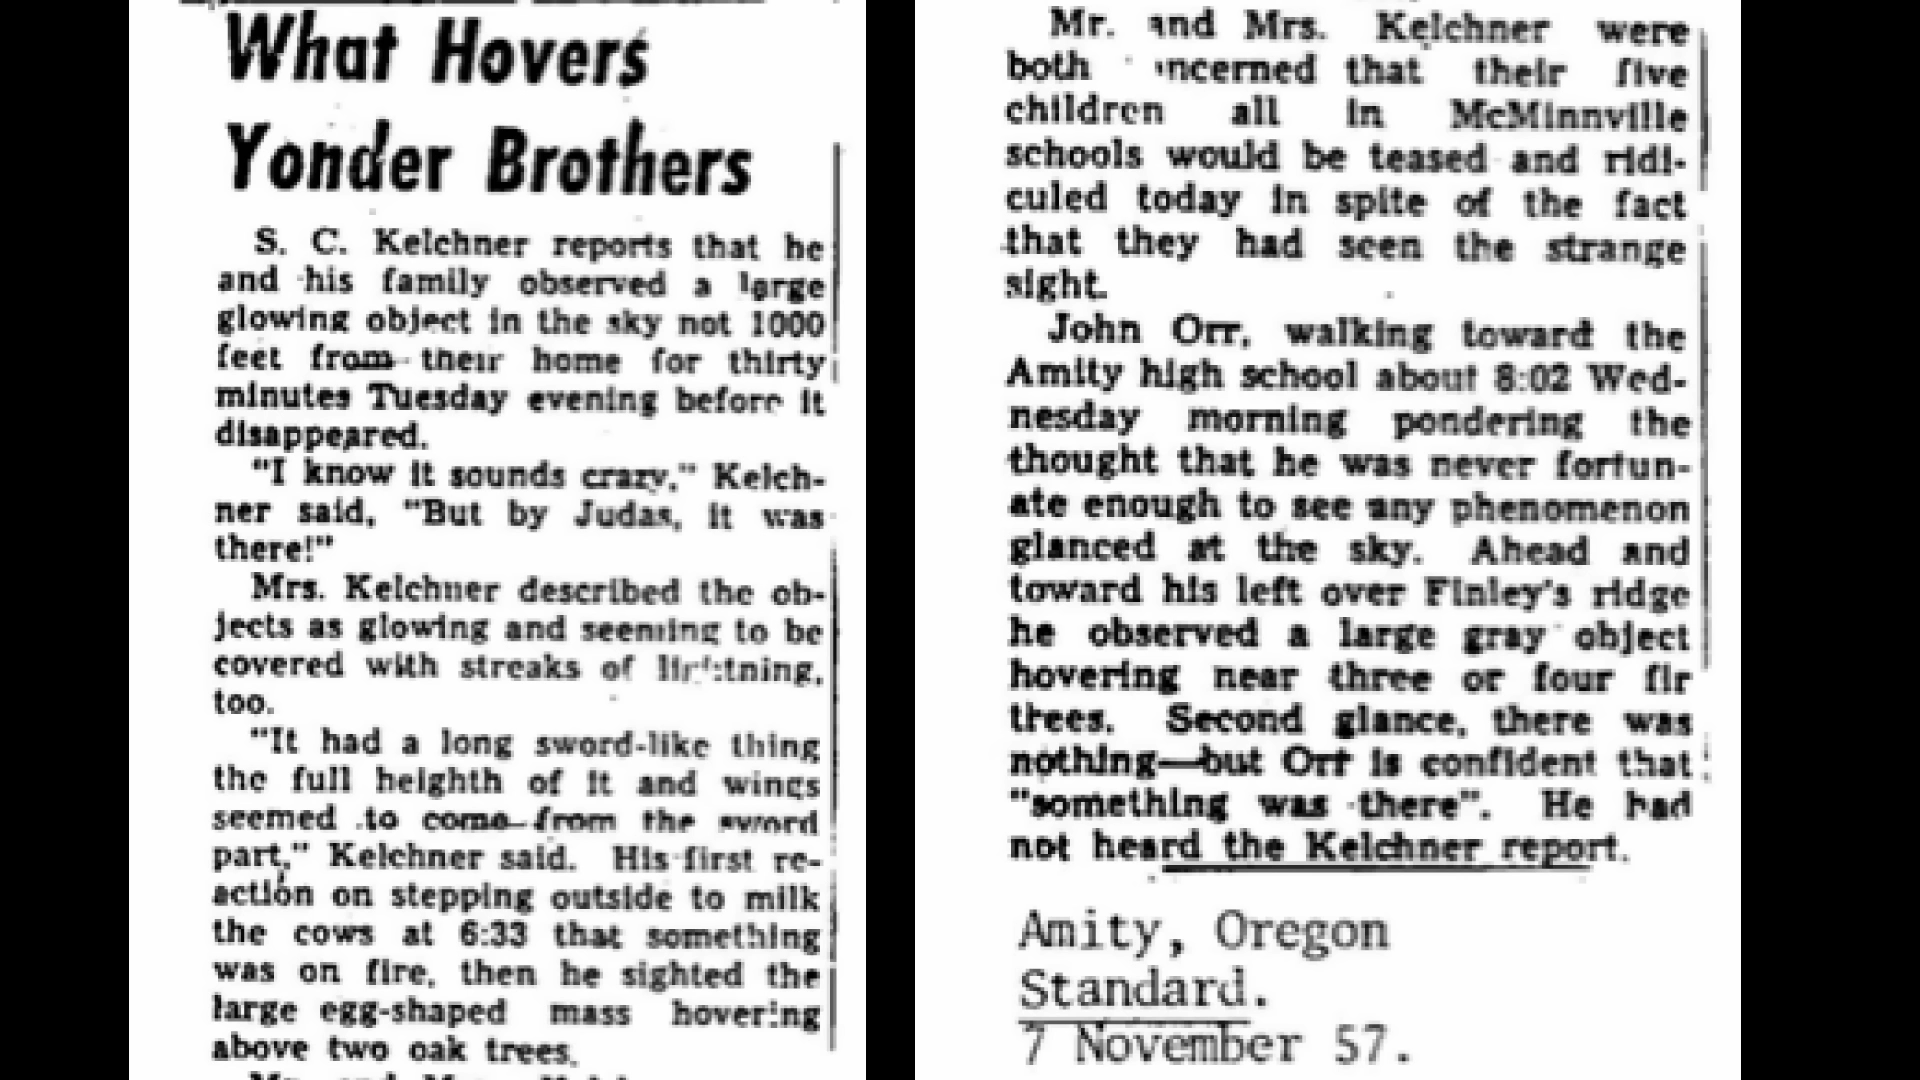 What Hovers
Yonder Brothers
S. C. Kelchner reports that he
and his family observed a large
glowing object in the sky not 1000
feet from their home for thirty
minutes Tuesday evening before it
disappeared.
"I know it sounds crazy," Kelch-
ner said, "But by Judas, it was
there!"
Mrs. Kelchner described the ob-
jects as glowing and seeming to be
covered with streaks of lightning,
too.
"It had a long sword-like thing
the full heighth of it and wings
seemed to come from the sword
part," Kelchner said. His first re-
action on stepping outside to milk
the cows at 6:33 that something
was on fire, then he sighted the
large egg-shaped mass hovering
above two oak trees.
Mr. and Mrs. Kelchner were
both concerned that their five
children all in McMinnville
schools would be teased and ridi-
culed today in spite of the fact
that they had seen the strange
sight.
John Orr, walking toward the
Amity high school about 8:02 Wed-
nesday morning pondering the
thought that he was never fortun-
ate enough to see any phenomenon
glanced at the sky. Ahead and
toward his left over Finley's ridge
he observed a large gray object
hovering near three or four fir
trees. Second glance, there was
nothing—but Orr is confident that
"something was there". He had
not heard the Kelchner report.
Amity, Oregon
Standard.
7 November 57.